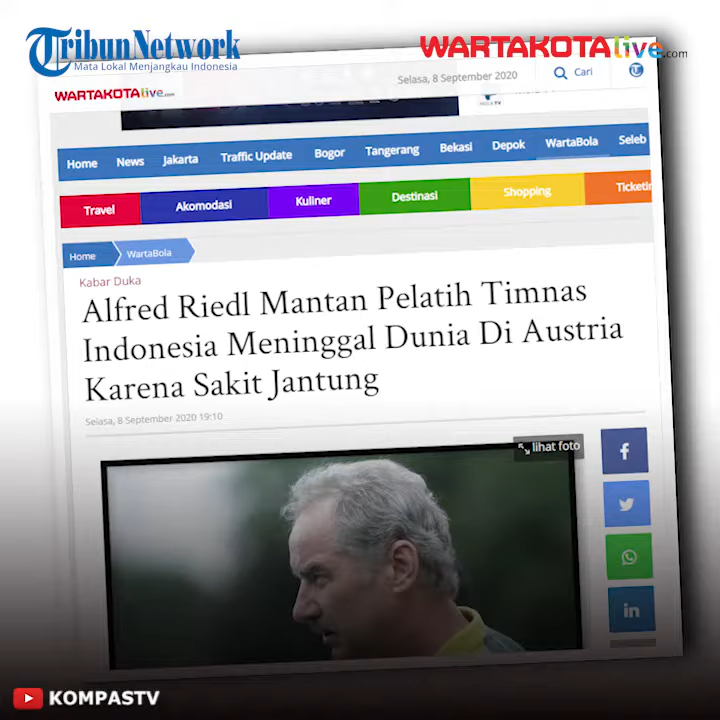 Tribun Network
Mata Lokal Menjangkau Indonesia
WARTAKOTAlive.com
WARTAKOTAlive.com
Selasa, 8 September 2020
Cari
Home News Jakarta Traffic Update Bogor Tangerang Bekasi Depok WartaBola Seleb
Travel Akomodasi Kuliner Destinasi Shopping
Home WartaBola
Kabar Duka
Alfred Riedl Mantan Pelatih Timnas
Indonesia Meninggal Dunia Di Austria
Karena Sakit Jantung
Selasa, 8 September 2020 19:10
lihat foto
KOMPASTV